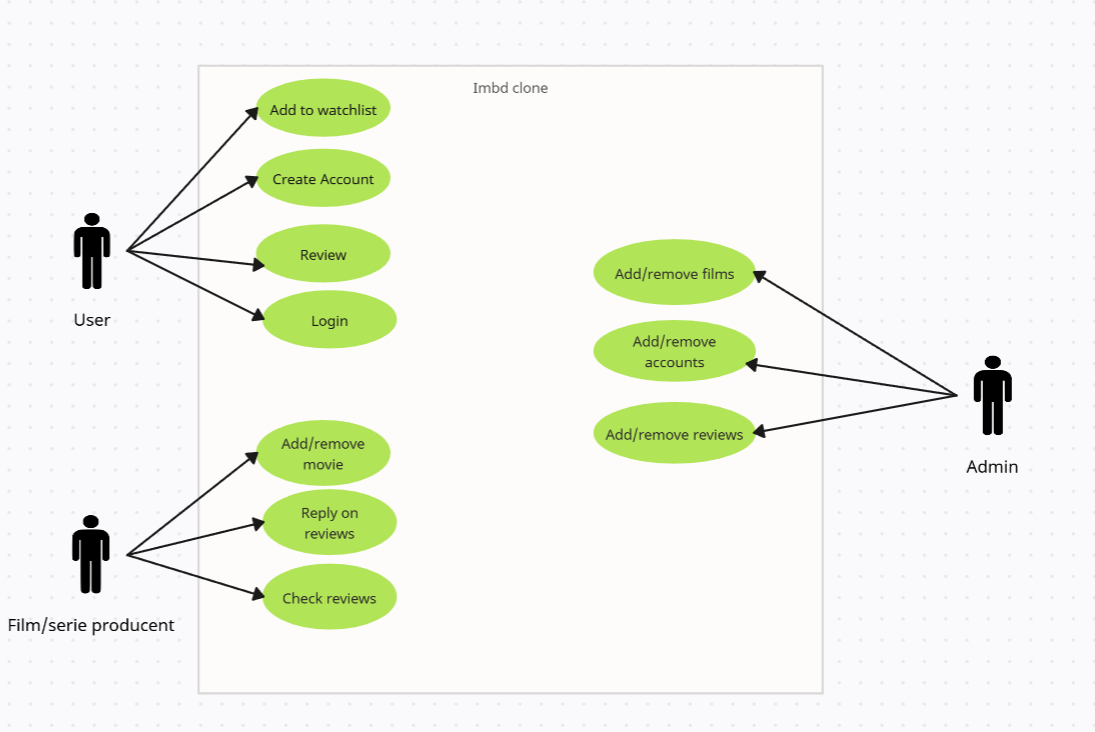 Imbd clone
Add to watchlist
Create Account
Review
Login
User
Add/remove films
Add/remove
accounts
Add/remove reviews
Admin
Add/remove
movie
Reply on
reviews
Check reviews
Film/serie producent